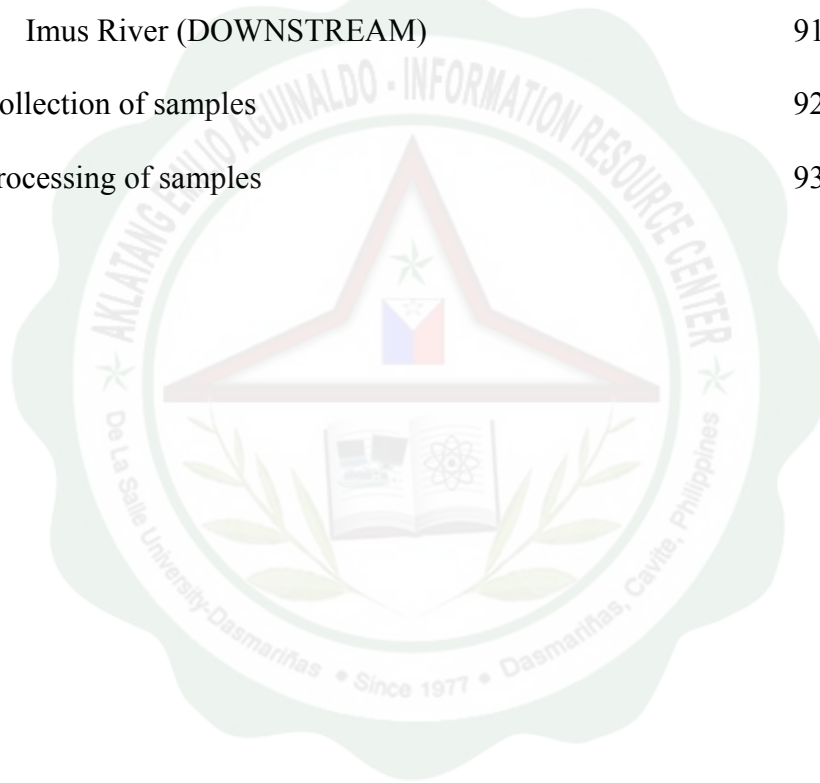 Imus River (DOWNSTREAM) 91
ollection of samples 92
rocessing of samples 93
AKLATANG EMILIO AGUINALDO - INFORMATION RESOURCE CENTER
De La Salle University-Dasmariñas • Since 1977 • Dasmariñas, Cavite, Philippines